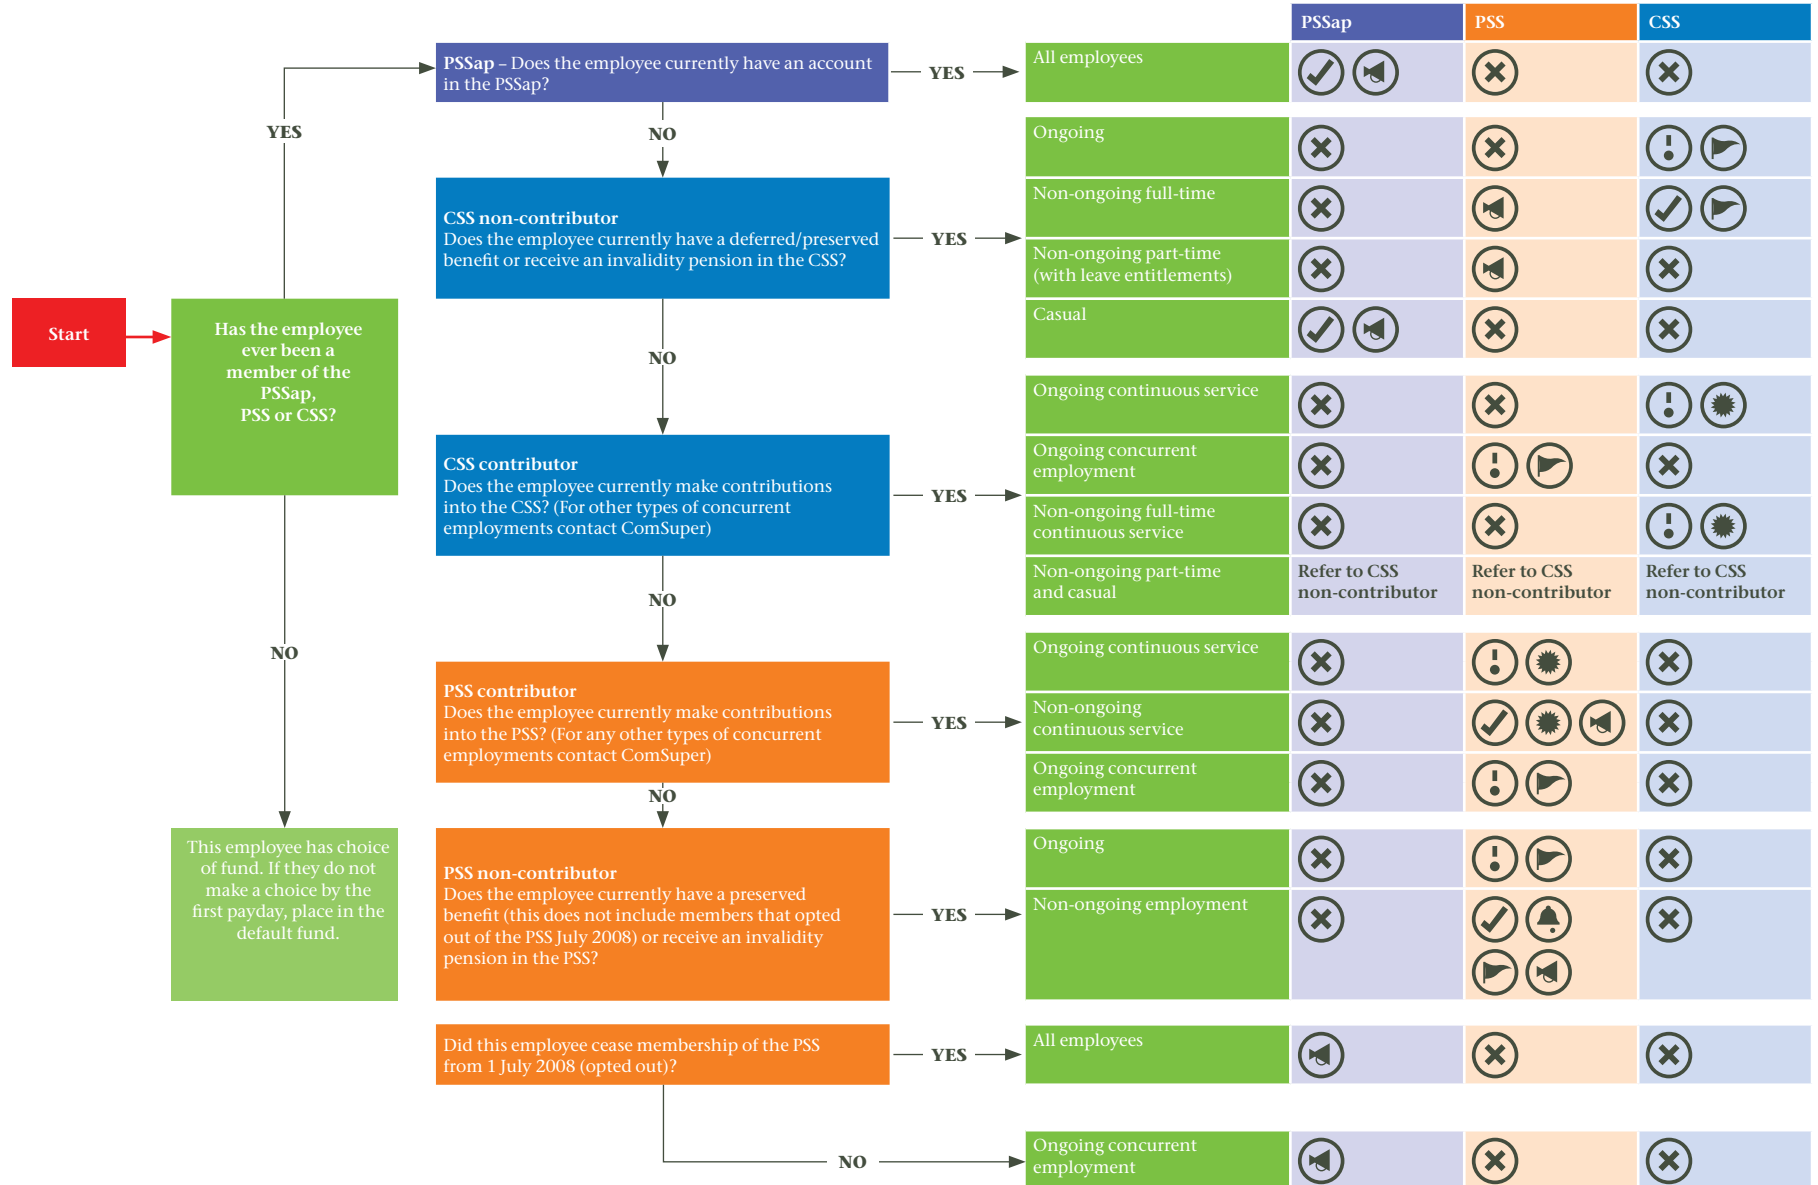 PSSap
PSS
CSS
PSSap – Does the employee currently have an account
in the PSSap?
YES
All employees
YES
NO
Ongoing
CSS non-contributor
Does the employee currently have a deferred/preserved
benefit or receive an invalidity pension in the CSS?
YES
Non-ongoing full-time
Non-ongoing part-time
(with leave entitlements)
Casual
Start
Has the employee
ever been a
member of the
PSSap,
PSS or CSS?
NO
Ongoing continuous service
CSS contributor
Does the employee currently make contributions
into the CSS? (For other types of concurrent
employments contact ComSuper)
YES
Ongoing concurrent
employment
Non-ongoing full-time
continuous service
Non-ongoing part-time
and casual
Refer to CSS
non-contributor
Refer to CSS
non-contributor
Refer to CSS
non-contributor
NO
NO
Ongoing continuous service
PSS contributor
Does the employee currently make contributions
into the PSS? (For any other types of concurrent
employments contact ComSuper)
YES
Non-ongoing
continuous service
Ongoing concurrent
employment
NO
This employee has choice
of fund. If they do not
make a choice by the
first payday, place in the
default fund.
PSS non-contributor
Does the employee currently have a preserved
benefit (this does not include members that opted
out of the PSS July 2008) or receive an invalidity
pension in the PSS?
YES
Ongoing
Non-ongoing employment
Did this employee cease membership of the PSS
from 1 July 2008 (opted out)?
YES
All employees
NO
Ongoing concurrent
employment